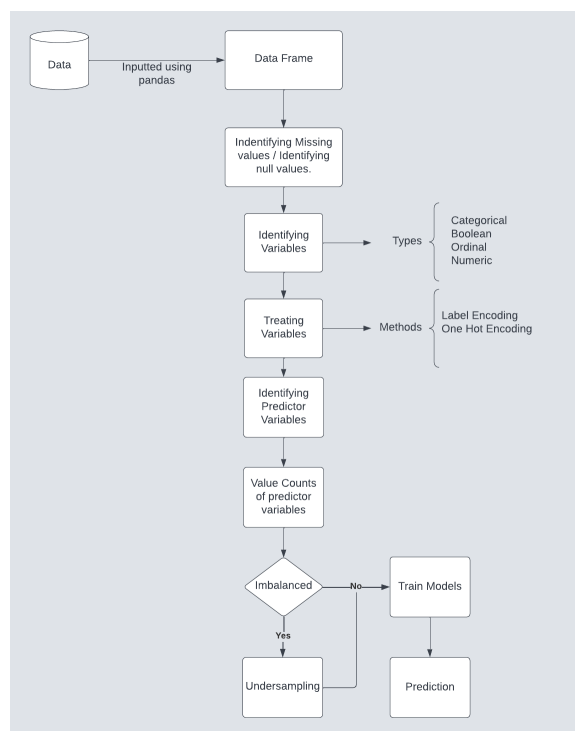 Data
Inputted using
pandas
Data Frame
Indentifying Missing
values / Identifying
null values.
Identifying
Variables
Types
Categorical
Boolean
Ordinal
Numeric
Treating
Variables
Methods
Label Encoding
One Hot Encoding
Identifying
Predictor
Variables
Value Counts
of predictor
variables
Imbalanced
No
Train Models
Yes
Undersampling
Prediction